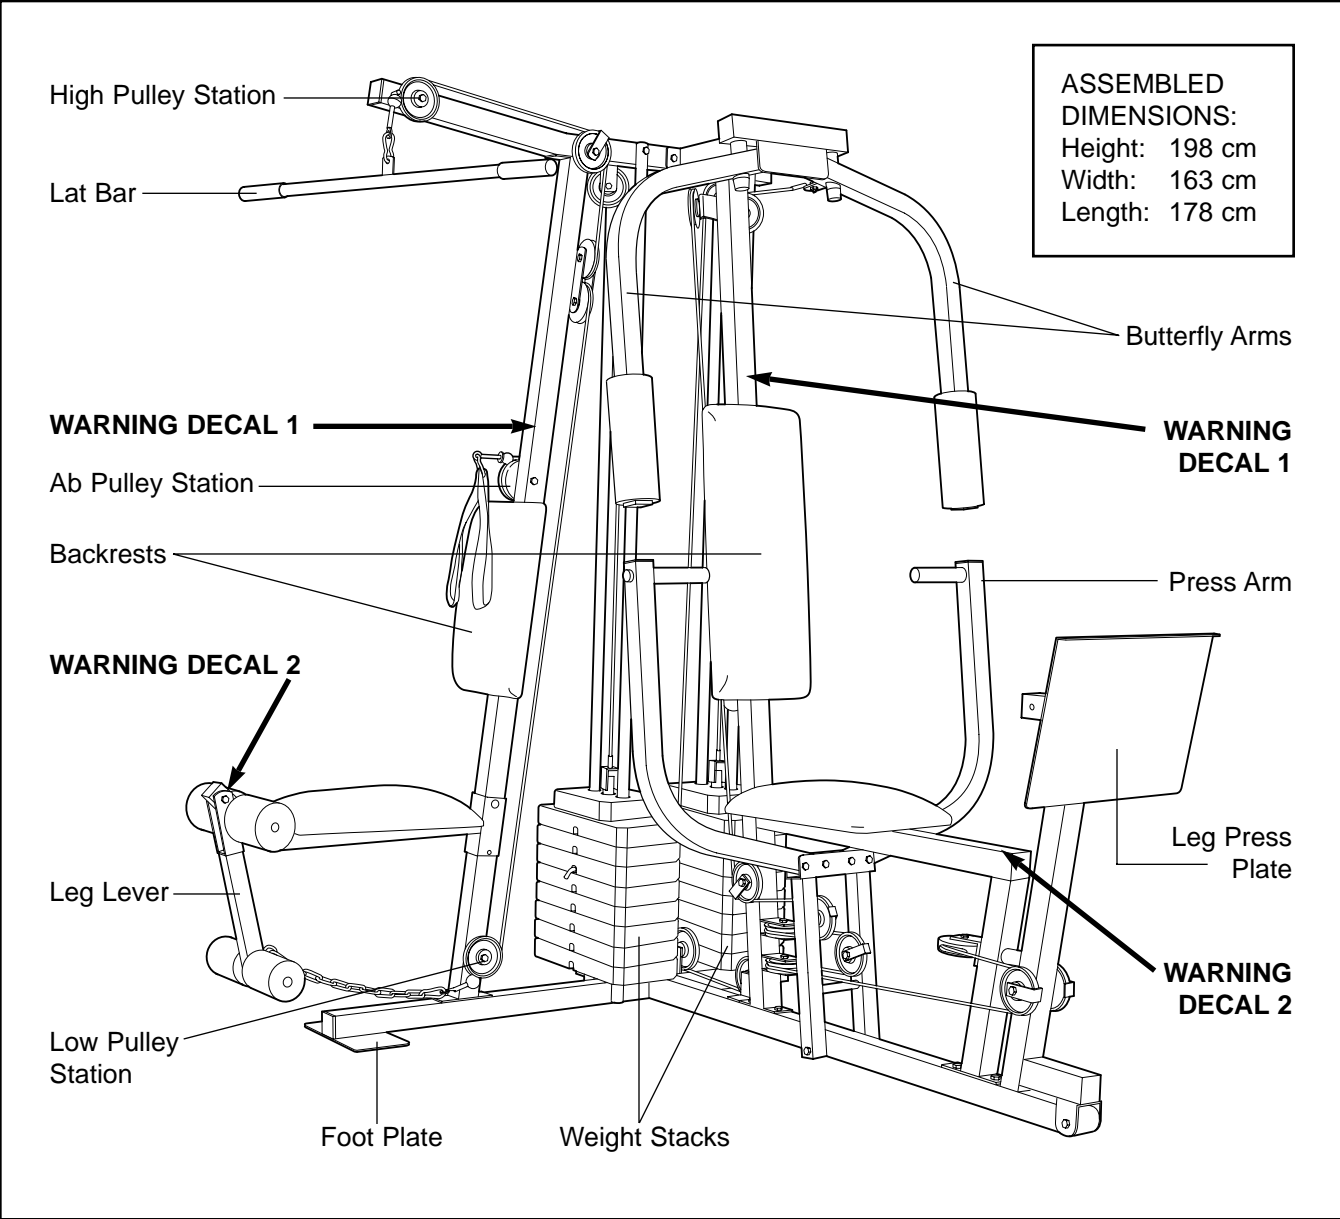 High Pulley Station
Lat Bar
WARNING DECAL 1
Ab Pulley Station
Backrests
WARNING DECAL 2
Leg Lever
Low Pulley
Station
Foot Plate
Weight Stacks
ASSEMBLED
DIMENSIONS:
Height: 198 cm
Width: 163 cm
Length: 178 cm
Butterfly Arms
WARNING
DECAL 1
Press Arm
Leg Press
Plate
WARNING
DECAL 2